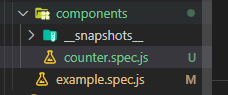 components
__snapshots__
counter.spec.js U
example.spec.js M